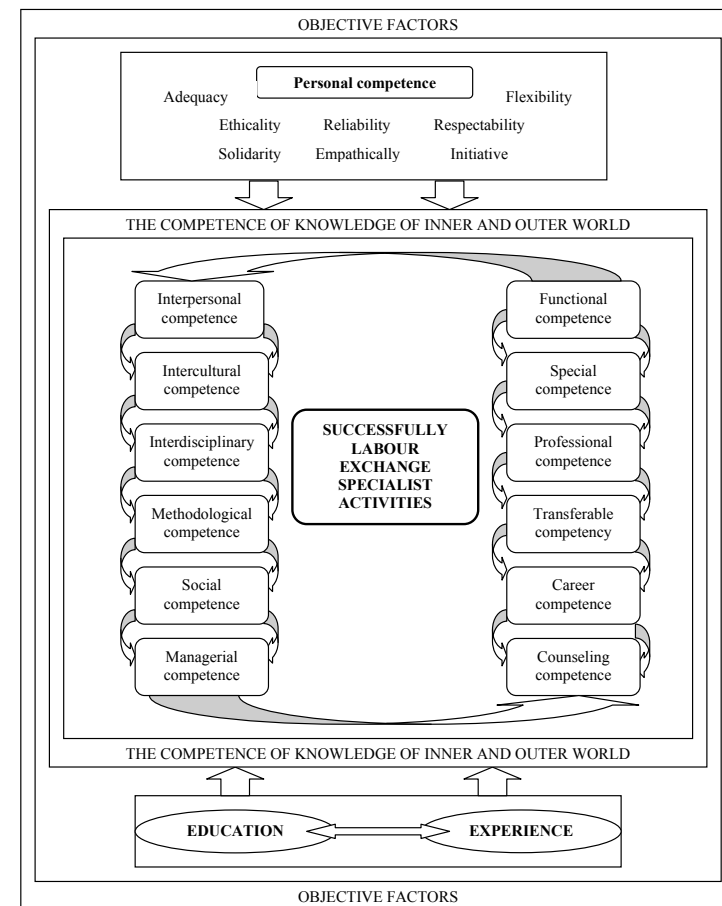 OBJECTIVE FACTORS
Personal competence
Adequacy Flexibility
Ethicality Reliability Respectability
Solidarity Empathically Initiative
THE COMPETENCE OF KNOWLEDGE OF INNER AND OUTER WORLD
Interpersonal
competence
Intercultural
competence
Interdisciplinary
competence
Methodological
competence
Social
competence
Managerial
competence
SUCCESSFULLY
LABOUR
EXCHANGE
SPECIALIST
ACTIVITIES
Functional
competence
Special
competence
Professional
competence
Transferable
competency
Career
competence
Counseling
competence
THE COMPETENCE OF KNOWLEDGE OF INNER AND OUTER WORLD
EDUCATION EXPERIENCE
OBJECTIVE FACTORS